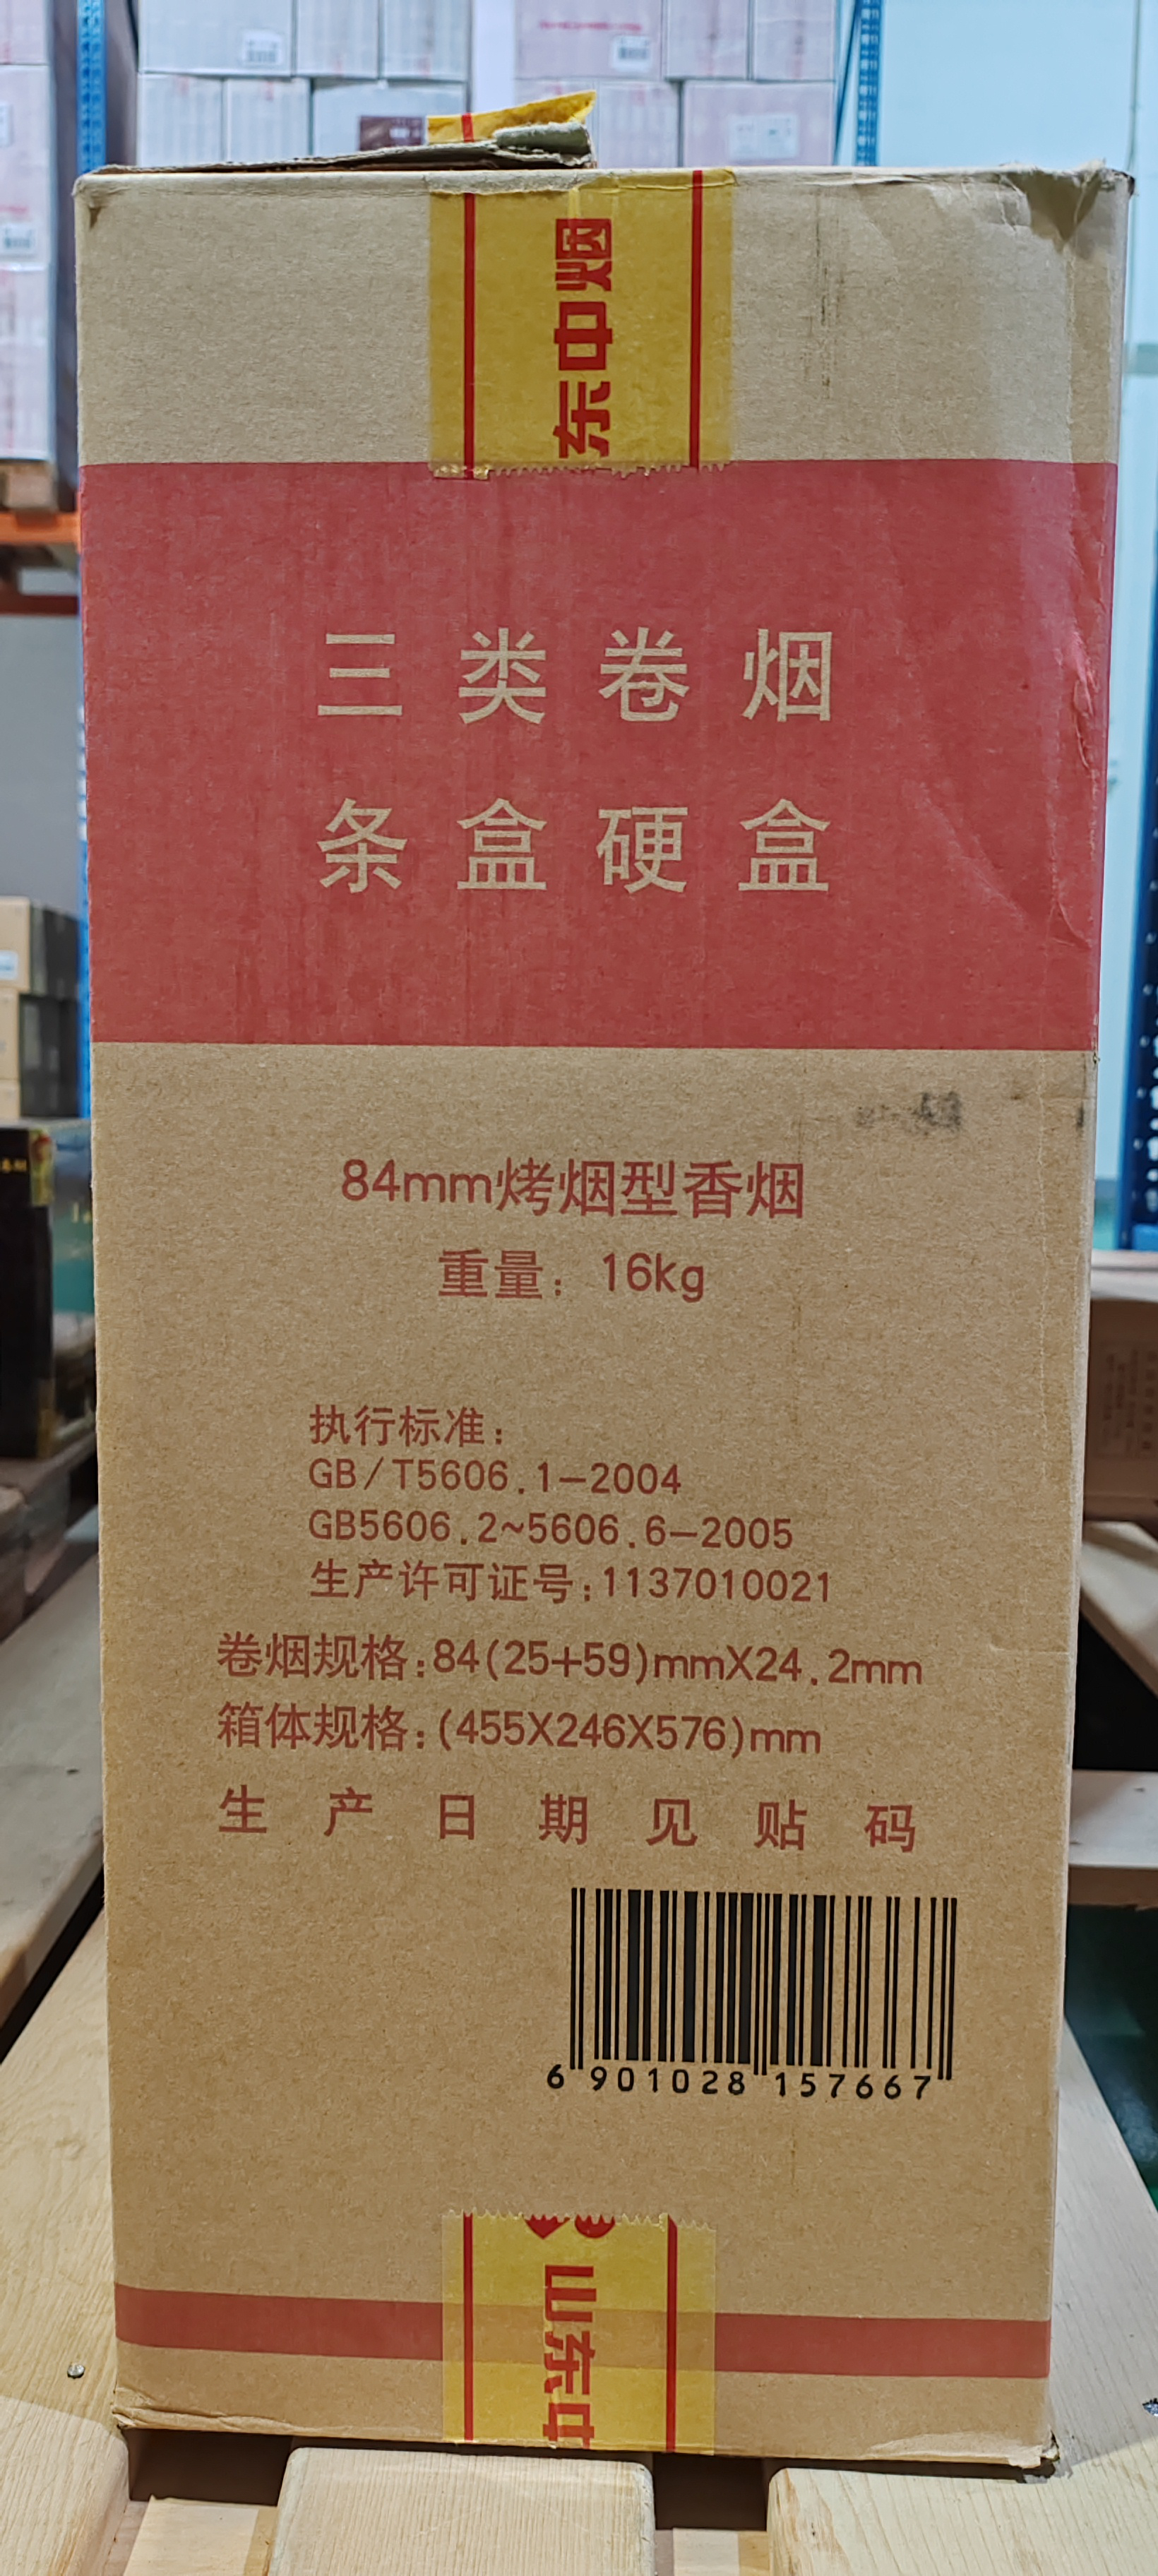 东中烟
三类卷烟
条盒硬盒
84mm烤烟型香烟
重量：16kg
执行标准：
GB/T5606.1-2004
GB5606.2~5606.6-2005
生产许可证号:1137010021
卷烟规格:84(25+59)mmX24.2mm
箱体规格:(455X246X576)mm
生产日期见贴码
6 901028 157667
山东中